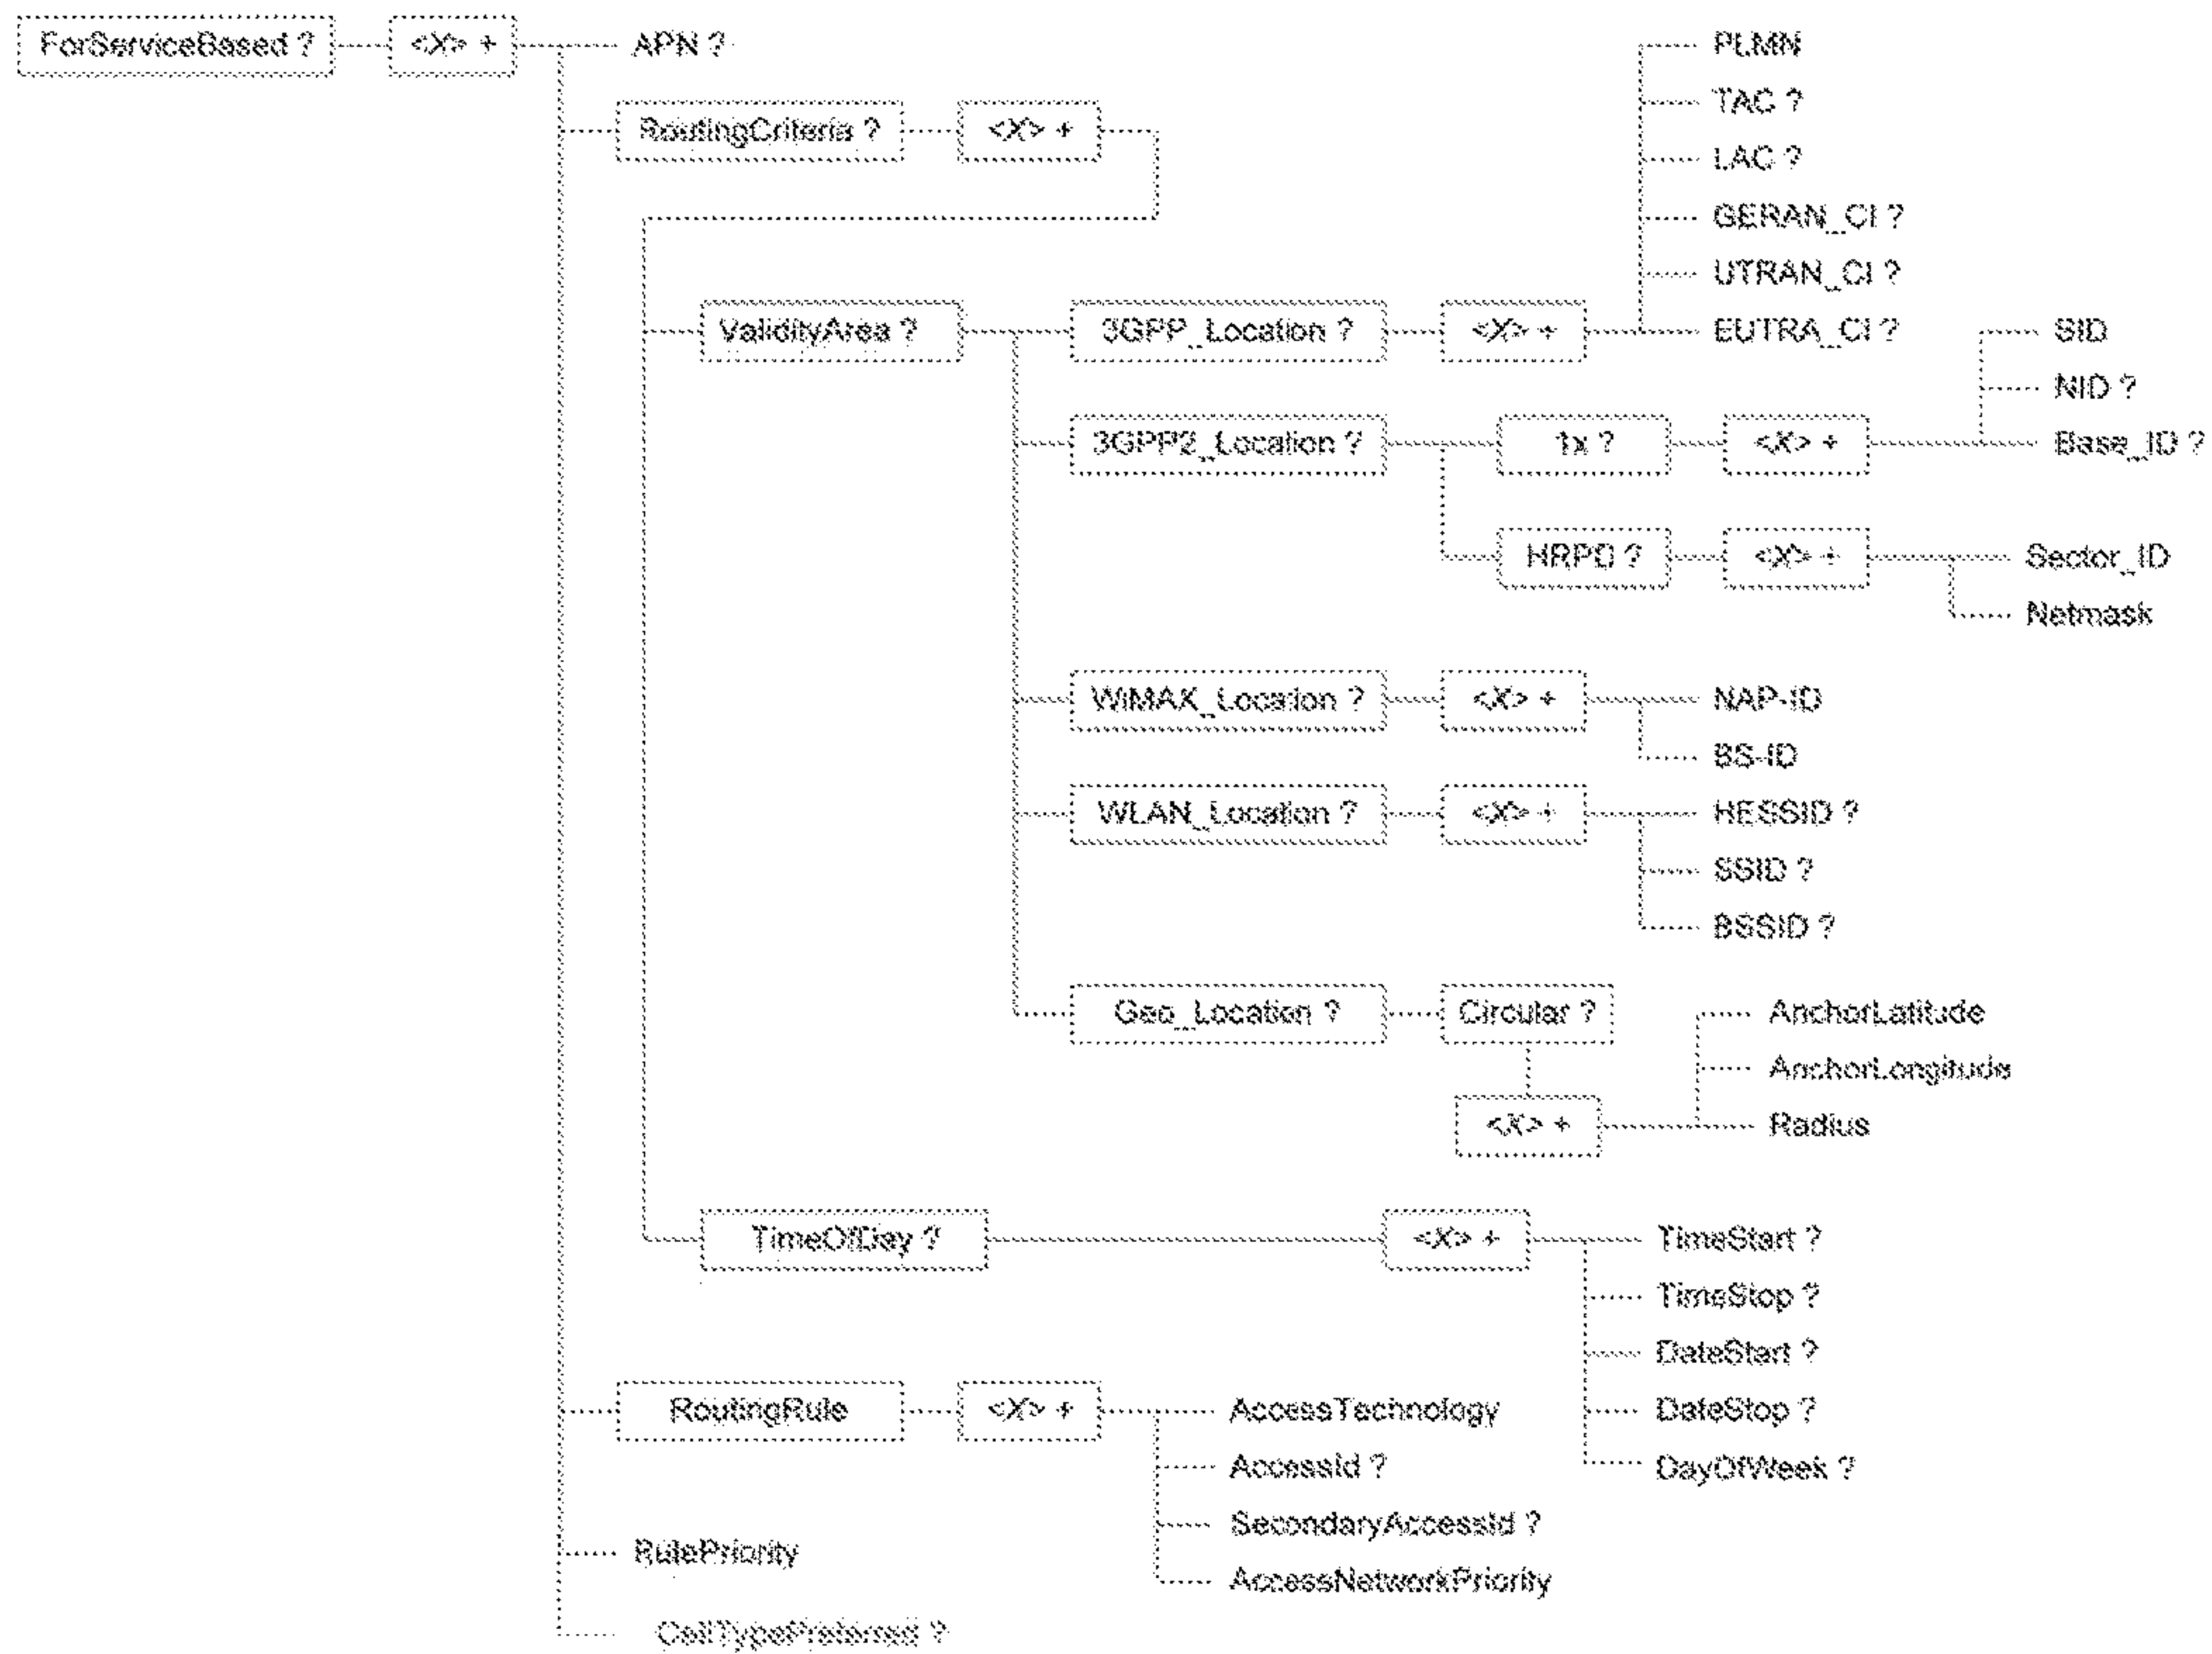 ForServiceBased ? <X> + APN ? PLMN
TAC ?
RoutingCriteria ? <X> +
LAC ?
GERAN_CI ?
UTRAN_CI ?
ValidityArea ? 3GPP_Location ? <X> + EUTRA_CI ? SID
NID ?
3GPP2_Location ? 1x ? <X> + Base_ID ?
HRPD ? <X> + Sector_ID
Netmask
WiMAX_Location ? <X> + NAP-ID
BS-ID
WLAN_Location ? <X> + HESSID ?
SSID ?
BSSID ?
Geo_Location ? Circular ? AnchorLatitude
AnchorLongitude
<X> + Radius
TimeOfDay ? <X> + TimeStart ?
TimeStop ?
DateStart ?
RoutingRule <X> + AccessTechnology DateStop ?
AccessId ? DayOfWeek ?
SecondaryAccessId ?
RulePriority
AccessNetworkPriority
CellTypePreferred ?